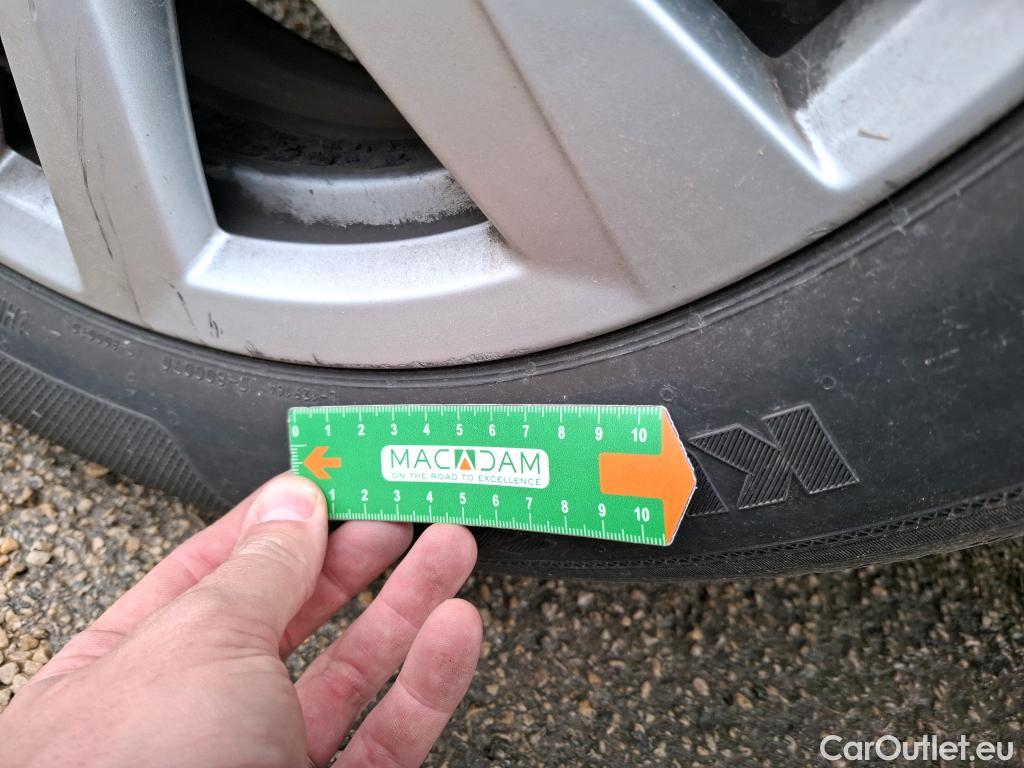 0 1 2 3 4 5 6 7 8 9 10
MACADAM
ON THE ROAD TO EXCELLENCE
1 2 3 4 5 6 7 8 9 10
K
CarOutlet.eu